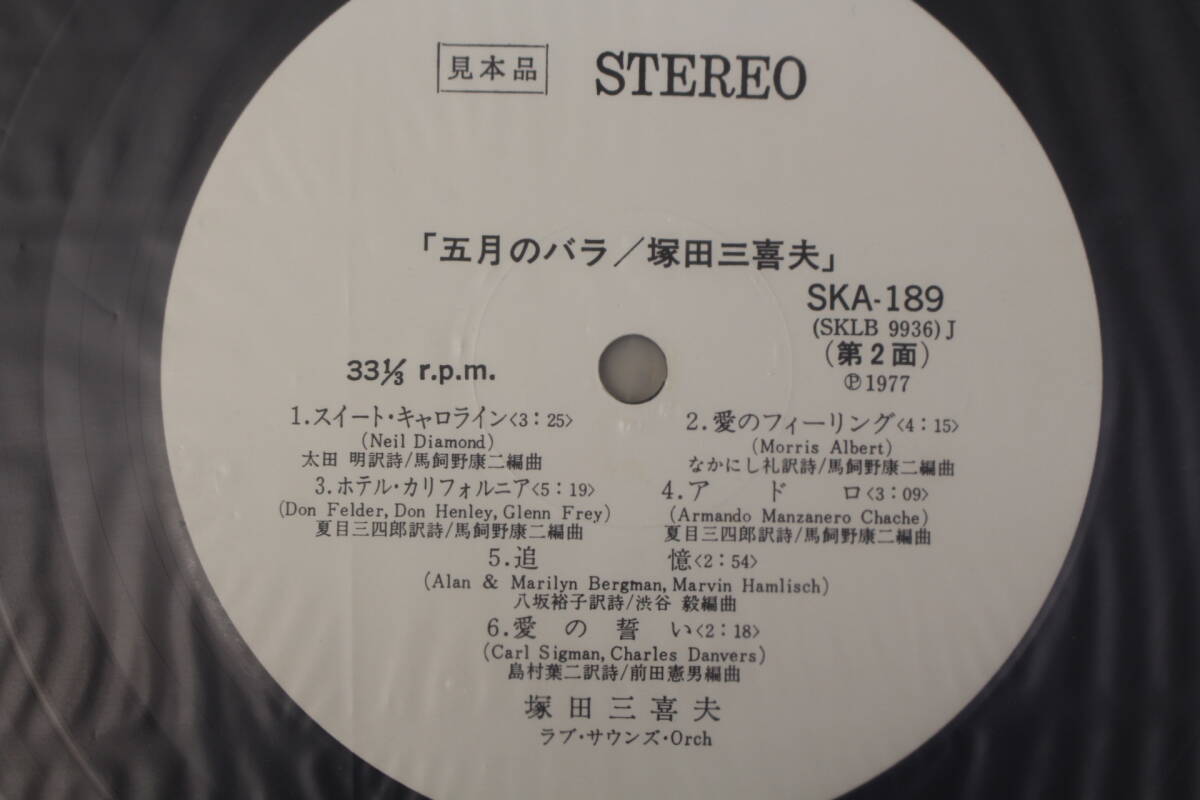 見本品 STEREO
「五月のバラ／塚田三喜夫」
SKA-189
(SKLB 9936) J
(第2面)
33⅓ r.p.m.
℗1977
1.スイート・キャロライン<3：25>
(Neil Diamond)
太田 明訳詩/馬飼野康二編曲
2.愛のフィーリング<4：15>
(Morris Albert)
なかにし礼訳詩/馬飼野康二編曲
3.ホテル・カリフォルニア<5：19>
(Don Felder, Don Henley, Glenn Frey)
夏目三四郎訳詩/馬飼野康二編曲
4.ア ド ロ<3：09>
(Armando Manzanero Chache)
夏目三四郎訳詩/馬飼野康二編曲
5.追 憶<2：54>
(Alan & Marilyn Bergman, Marvin Hamlisch)
八坂裕子訳詩/渋谷 毅編曲
6.愛 の 誓 い<2：18>
(Carl Sigman, Charles Danvers)
島村葉二訳詩/前田憲男編曲
塚 田 三 喜 夫
ラブ・サウンズ・Orch